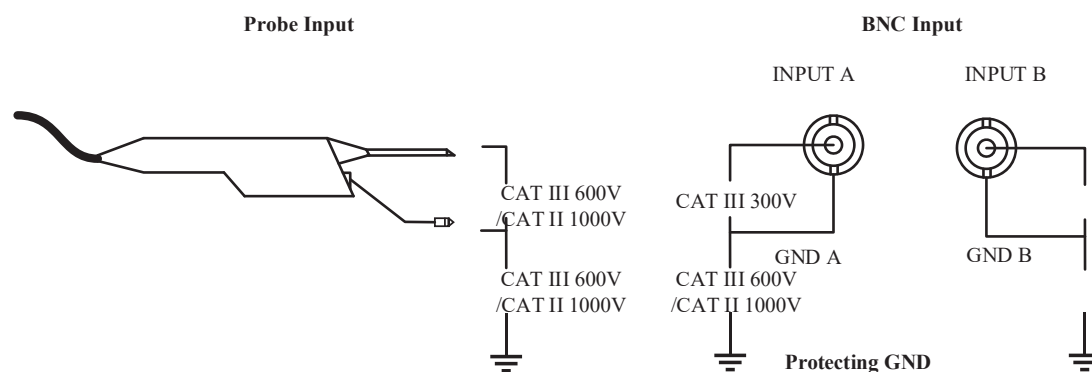 Probe Input
BNC Input
INPUT A
INPUT B
CAT III 600V
/CAT II 1000V
CAT III 300V
GND A
GND B
CAT III 600V
/CAT II 1000V
CAT III 600V
/CAT II 1000V
Protecting GND